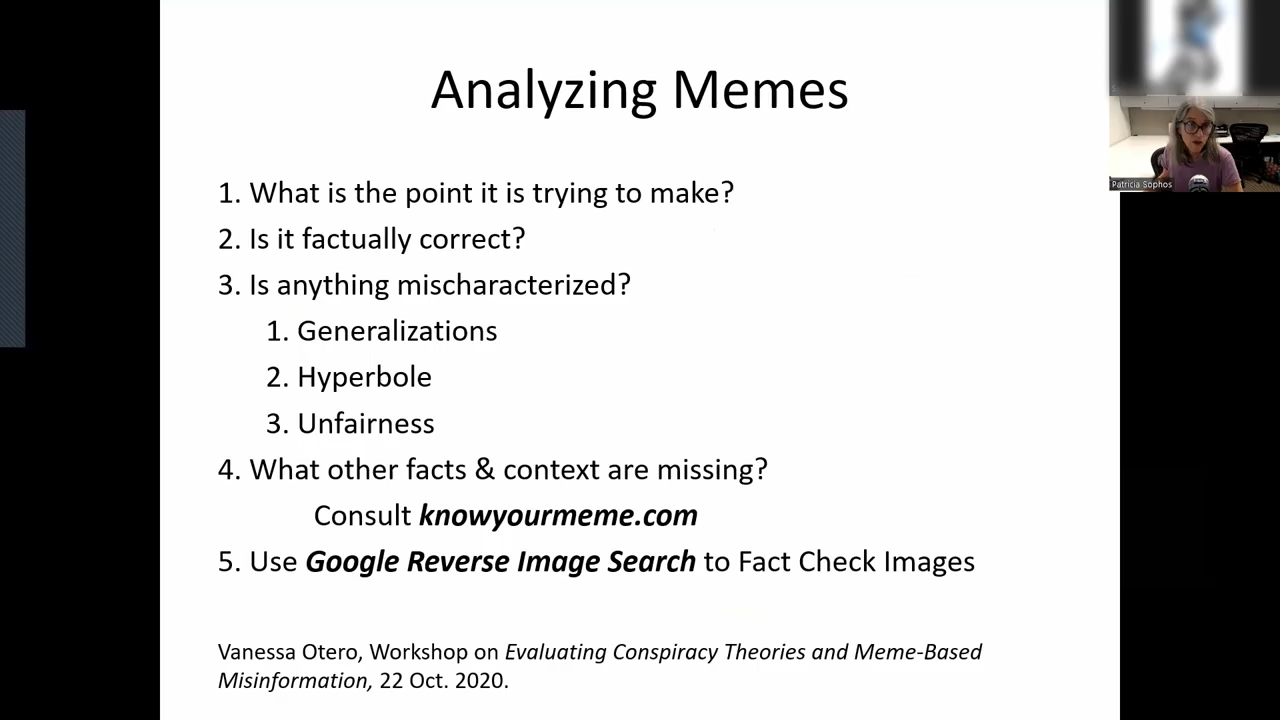 Analyzing Memes
1. What is the point it is trying to make?
2. Is it factually correct?
3. Is anything mischaracterized?
1. Generalizations
2. Hyperbole
3. Unfairness
4. What other facts & context are missing?
Consult knowyourmeme.com
5. Use Google Reverse Image Search to Fact Check Images
Vanessa Otero, Workshop on Evaluating Conspiracy Theories and Meme-Based
Misinformation, 22 Oct. 2020.
Patricia Sophos